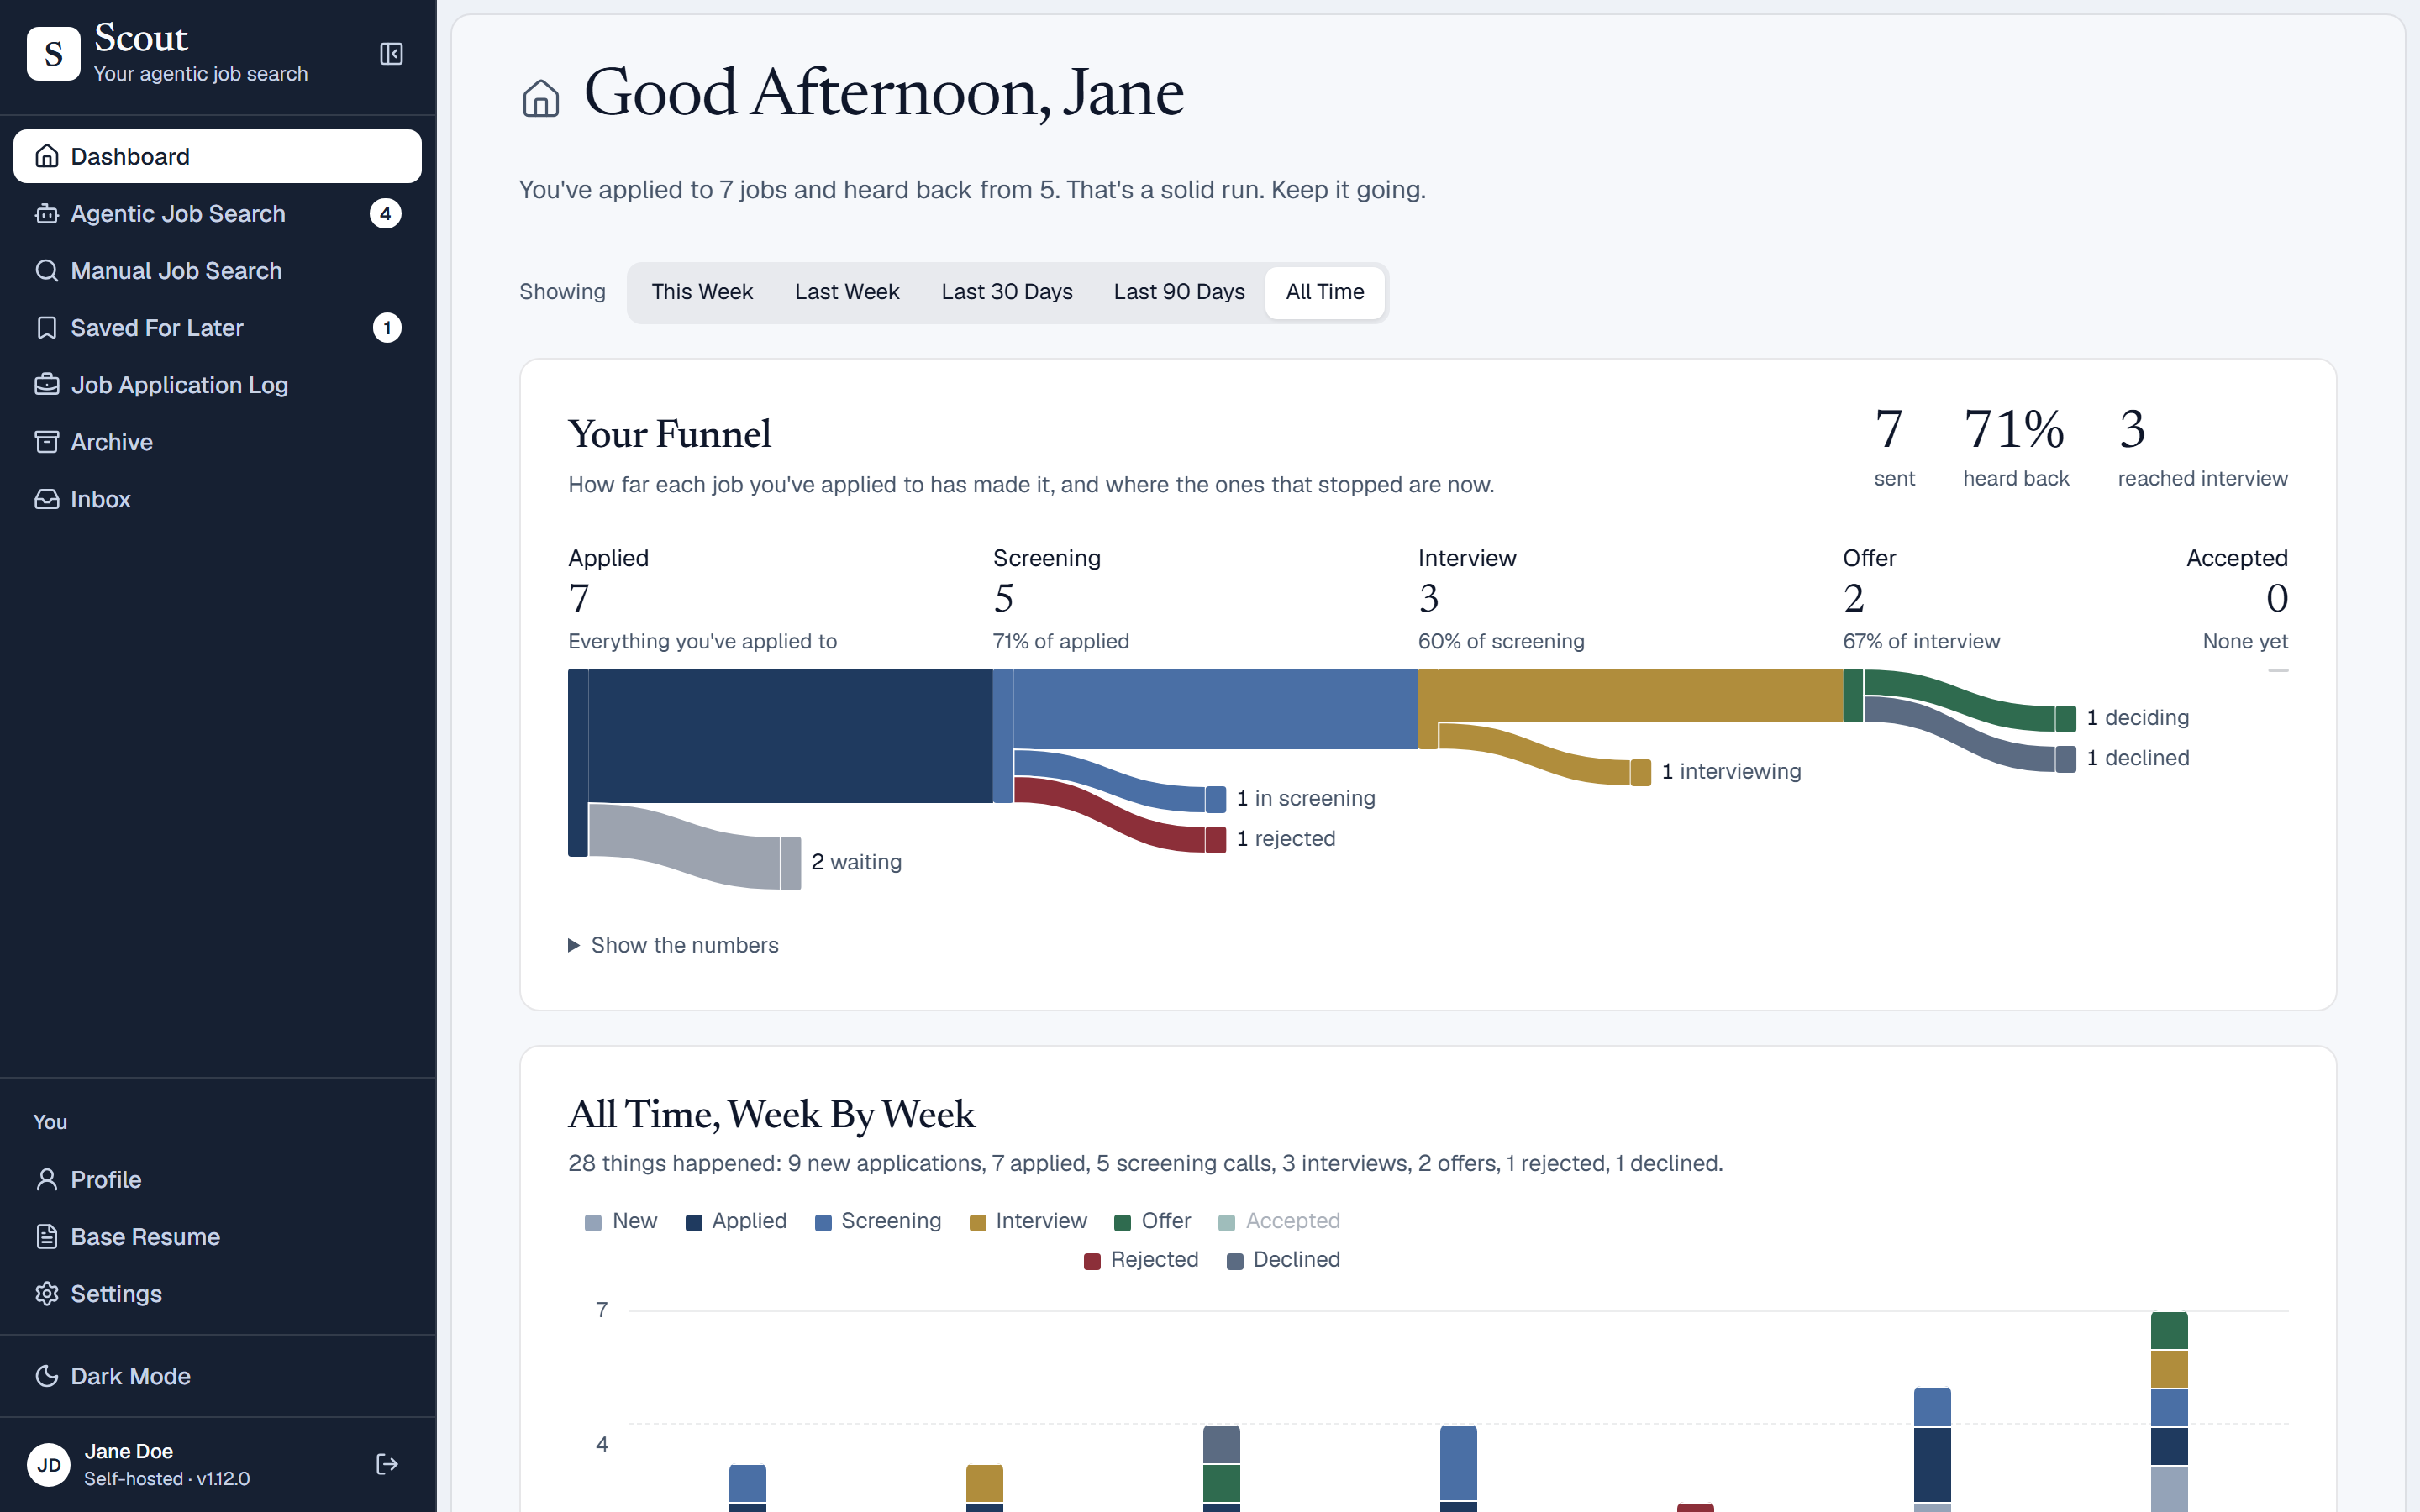 S
Scout
Your agentic job search
Dashboard
Agentic Job Search 4
Manual Job Search
Saved For Later 1
Job Application Log
Archive
Inbox
You
Profile
Base Resume
Settings
Dark Mode
JD
Jane Doe
Self-hosted · v1.12.0
Good Afternoon, Jane
You've applied to 7 jobs and heard back from 5. That's a solid run. Keep it going.
Showing This Week Last Week Last 30 Days Last 90 Days All Time
Your Funnel
How far each job you've applied to has made it, and where the ones that stopped are now.
7 71% 3
sent heard back reached interview
Applied Screening Interview Offer Accepted
7 5 3 2 0
Everything you've applied to 71% of applied 60% of screening 67% of interview None yet
1 deciding
1 declined
1 interviewing
1 in screening
1 rejected
2 waiting
Show the numbers
All Time, Week By Week
28 things happened: 9 new applications, 7 applied, 5 screening calls, 3 interviews, 2 offers, 1 rejected, 1 declined.
New Applied Screening Interview Offer Accepted
Rejected Declined
7
4